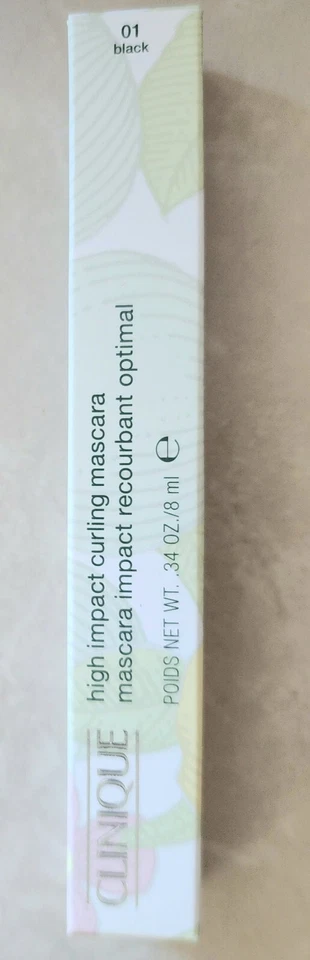 01
black
CLINIQUE
high impact curling mascara
mascara impact recourbant optimal
POIDS NET WT. .34 OZ./8 ml ℮